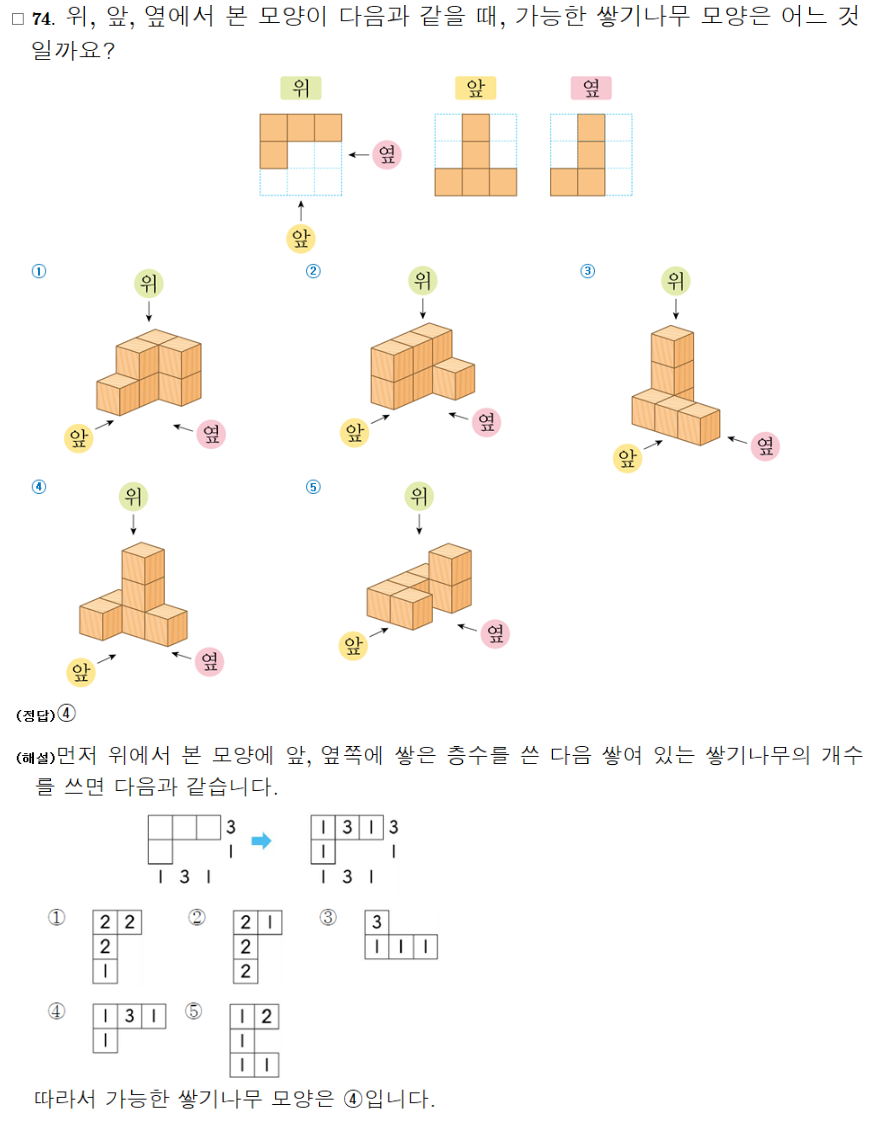 □ 74. 위, 앞, 옆에서 본 모양이 다음과 같을 때, 가능한 쌓기나무 모양은 어느 것
일까요?
위 앞 옆
옆
앞
① ② ③
위 위 위
앞 옆 앞 옆 앞 옆
④ ⑤
위 위
앞 옆 앞 옆
(정답)④
(해설)먼저 위에서 본 모양에 앞, 옆쪽에 쌓은 층수를 쓴 다음 쌓여 있는 쌓기나무의 개수
를 쓰면 다음과 같습니다.
3 1 3 1 3
1 1 1
1 3 1 1 3 1
① 2 2 ② 2 1 ③ 3
2 2 1 1 1
1 2
④ 1 3 1 ⑤ 1 2
1 1
1 1
따라서 가능한 쌓기나무 모양은 ④입니다.